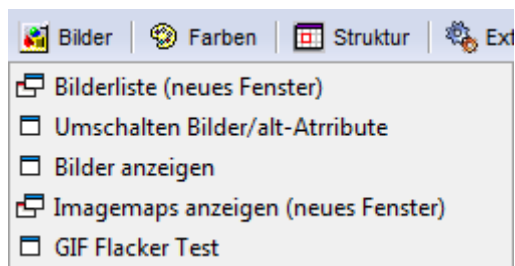 Bilder Farben Struktur Ext
Bilderliste (neues Fenster)
Umschalten Bilder/alt-Atrribute
Bilder anzeigen
Imagemaps anzeigen (neues Fenster)
GIF Flacker Test